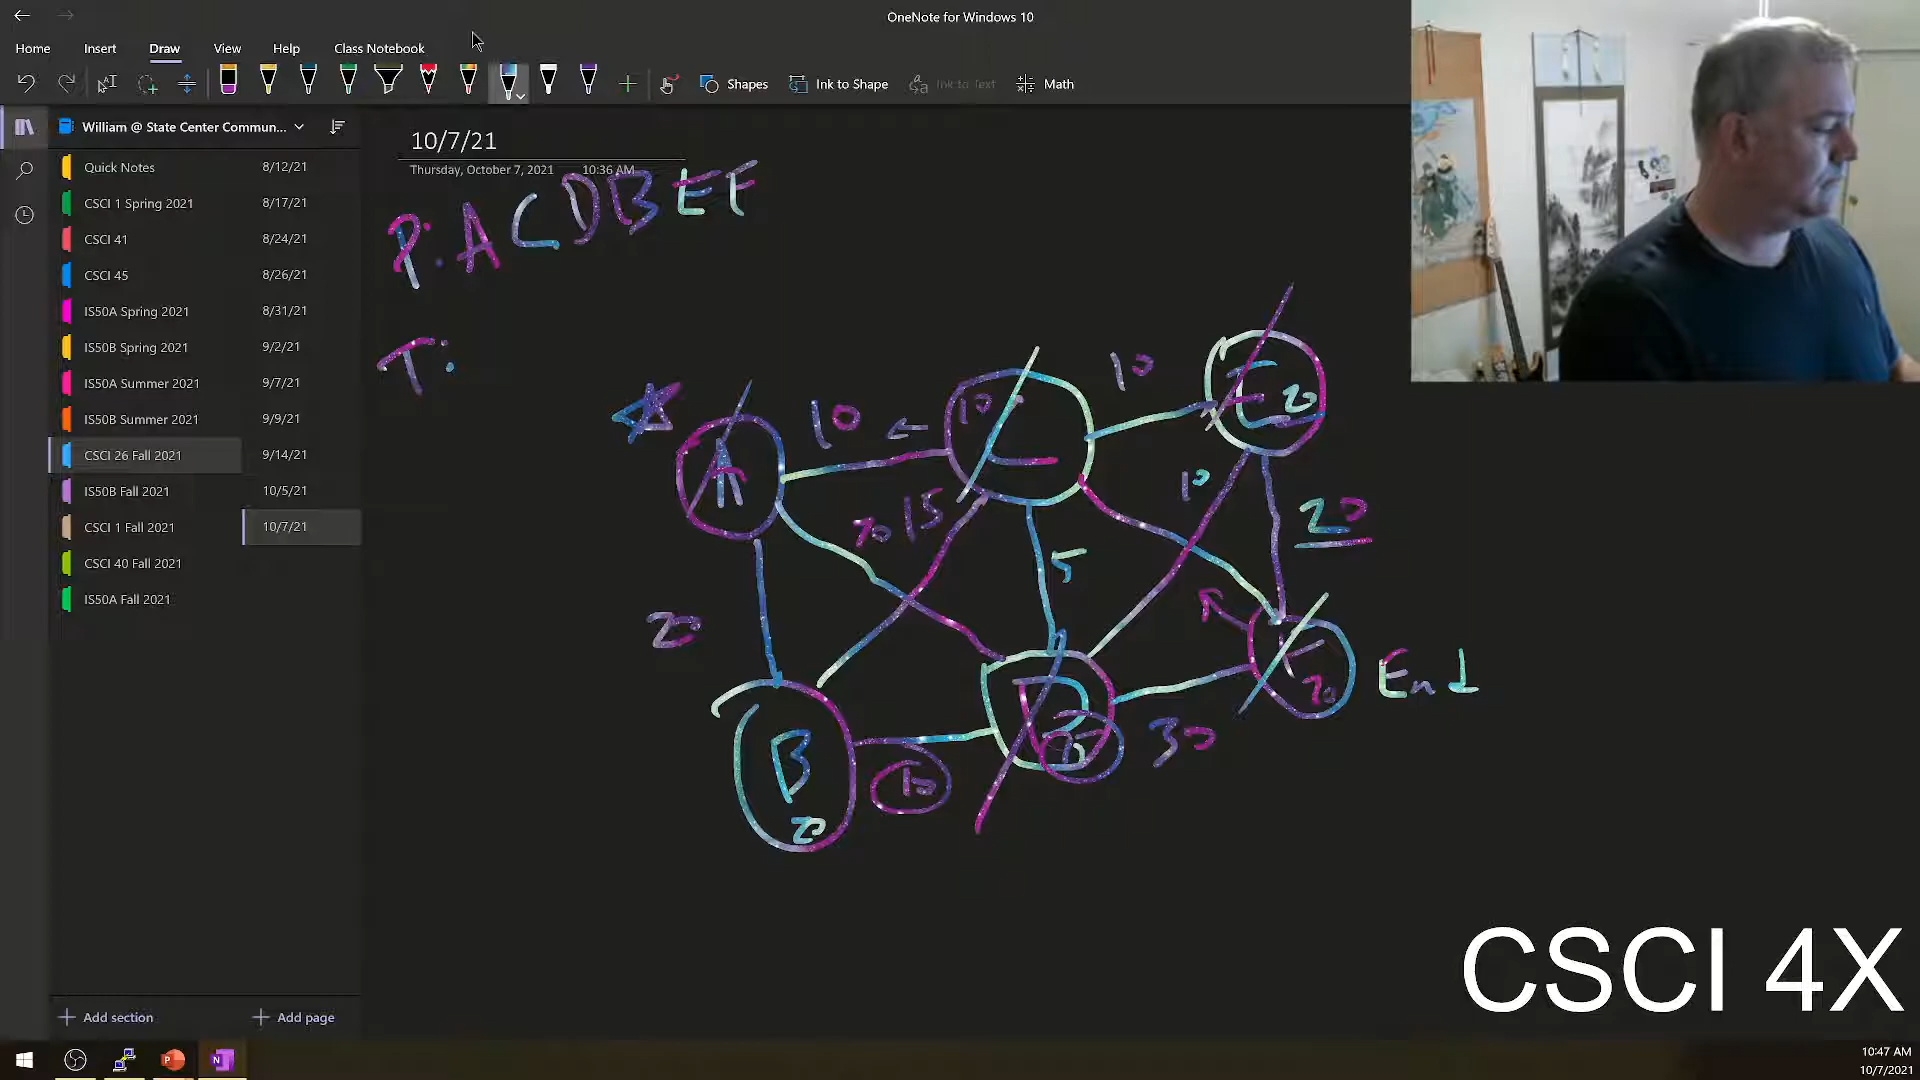 OneNote for Windows 10
Home Insert Draw View Help Class Notebook
Shapes Ink to Shape Ink to Text Math
William @ State Center Commun...
Quick Notes
CSCI 1 Spring 2021
CSCI 41
CSCI 45
IS50A Spring 2021
IS50B Spring 2021
IS50A Summer 2021
IS50B Summer 2021
CSCI 26 Fall 2021
IS50B Fall 2021
CSCI 1 Fall 2021
CSCI 40 Fall 2021
IS50A Fall 2021
Add section
8/12/21
8/17/21
8/24/21
8/26/21
8/31/21
9/2/21
9/7/21
9/9/21
9/14/21
10/5/21
10/7/21
Add page
10/7/21
Thursday, October 7, 2021 10:36 AM
P: A C D B E F
T:
10
E
20
10
10
C
A
10
15
20
5
20
20
F
20
End
D
30
B
20
10
CSCI 4X
10:47 AM
10/7/2021